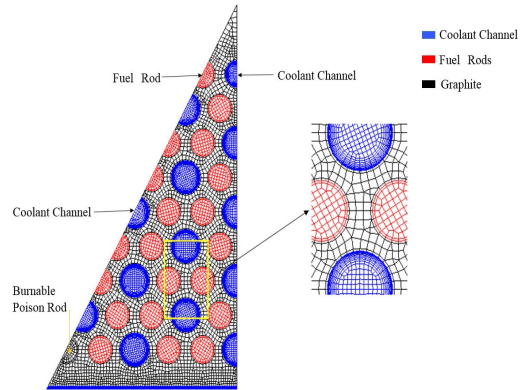 Coolant Channel
Fuel Rods
Graphite
Fuel Rod
Coolant Channel
Coolant Channel
Burnable
Poison Rod